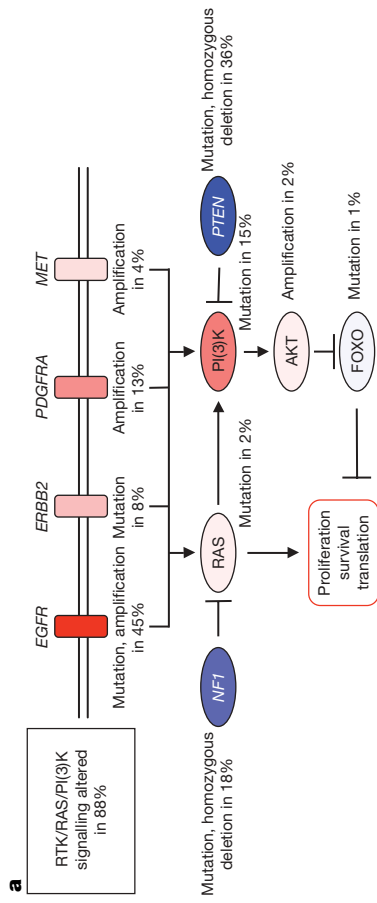 a
RTK/RAS/PI(3)K
signalling altered
in 88%
EGFR
ERBB2
PDGFRA
MET
Mutation, amplification
in 45%
Mutation
in 8%
Amplification
in 13%
Amplification
in 4%
NF1
Mutation, homozygous
deletion in 18%
RAS
Mutation in 2%
PI(3)K
Mutation in 15%
PTEN
Mutation, homozygous
deletion in 36%
AKT
Amplification in 2%
FOXO
Mutation in 1%
Proliferation
survival
translation